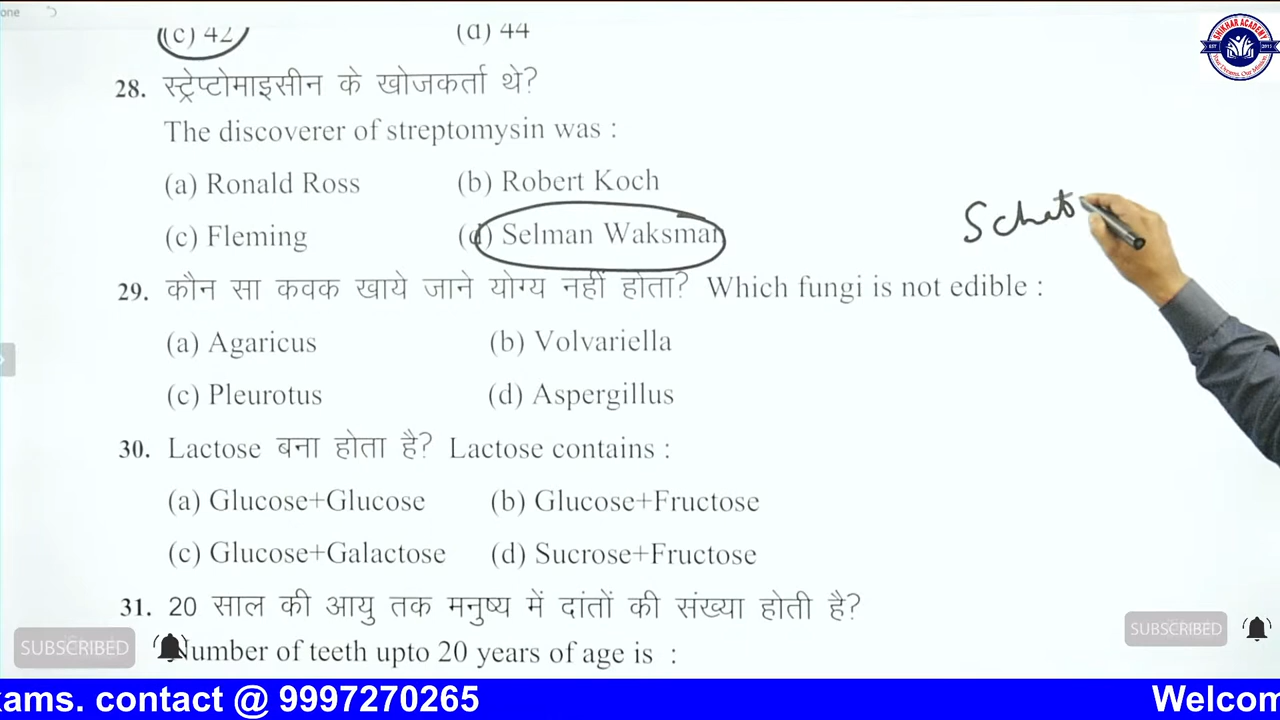 one
(c) 42
(d) 44
SHIKHAR ACADEMY
28. स्ट्रेप्टोमाइसीन के खोजकर्ता थे?
The discoverer of streptomysin was :
(a) Ronald Ross (b) Robert Koch
(c) Fleming (d) Selman Waksman
Schat
29. कौन सा कवक खाये जाने योग्य नहीं होता? Which fungi is not edible :
(a) Agaricus (b) Volvariella
(c) Pleurotus (d) Aspergillus
30. Lactose बना होता है? Lactose contains :
(a) Glucose+Glucose (b) Glucose+Fructose
(c) Glucose+Galactose (d) Sucrose+Fructose
31. 20 साल की आयु तक मनुष्य में दांतों की संख्या होती है?
Number of teeth upto 20 years of age is :
SUBSCRIBED
SUBSCRIBED
xams. contact @ 9997270265 Welcom